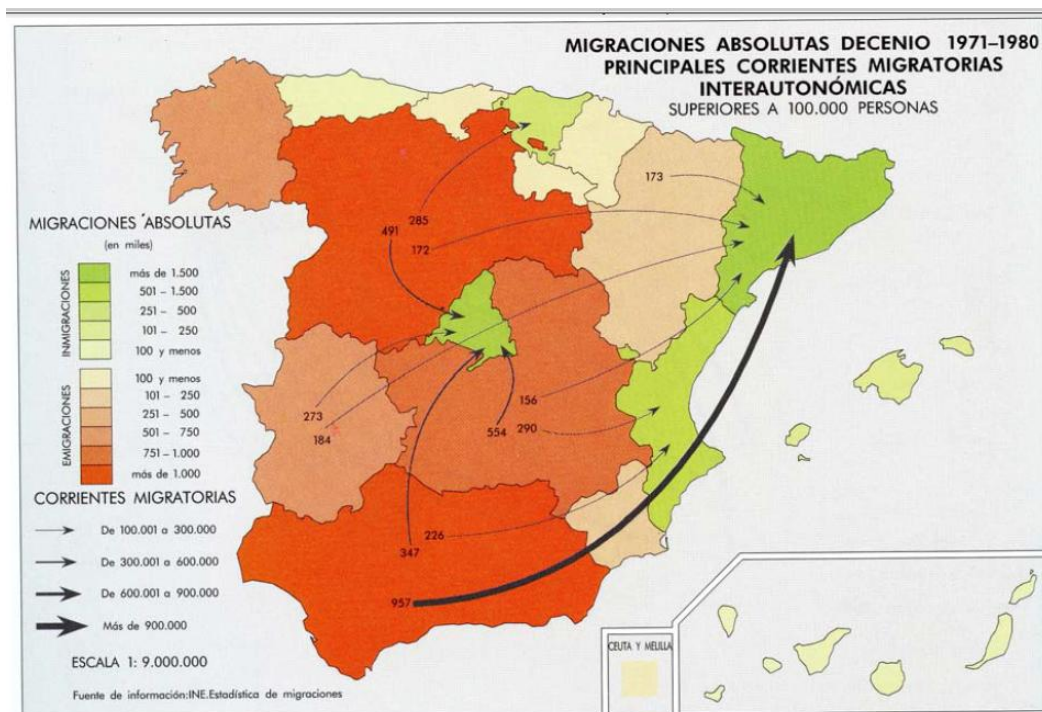 MIGRACIONES ABSOLUTAS DECENIO 1971–1980
PRINCIPALES CORRIENTES MIGRATORIAS
INTERAUTONÓMICAS
SUPERIORES A 100.000 PERSONAS
173
285
491
172
273
184
156
290
554
226
347
957
MIGRACIONES ABSOLUTAS
(en miles)
INMIGRACIONES
más de 1.500
501 – 1.500
251 – 500
101 – 250
100 y menos
EMIGRACIONES
100 y menos
101 – 250
251 – 500
501 – 750
751 – 1.000
más de 1.000
CORRIENTES MIGRATORIAS
De 100.001 a 300.000
De 300.001 a 600.000
De 600.001 a 900.000
Más de 900.000
ESCALA 1: 9.000.000
Fuente de información:INE.Estadística de migraciones
CEUTA Y MELILLA